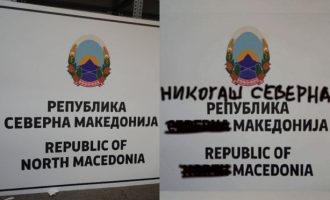 РЕПУБЛИКА
СЕВЕРНА МАКЕДОНИЈА
REPUBLIC OF
NORTH MACEDONIA
НИКОГАШ СЕВЕРНА
РЕПУБЛИКА
МАКЕДОНИЈА
REPUBLIC OF
MACEDONIA